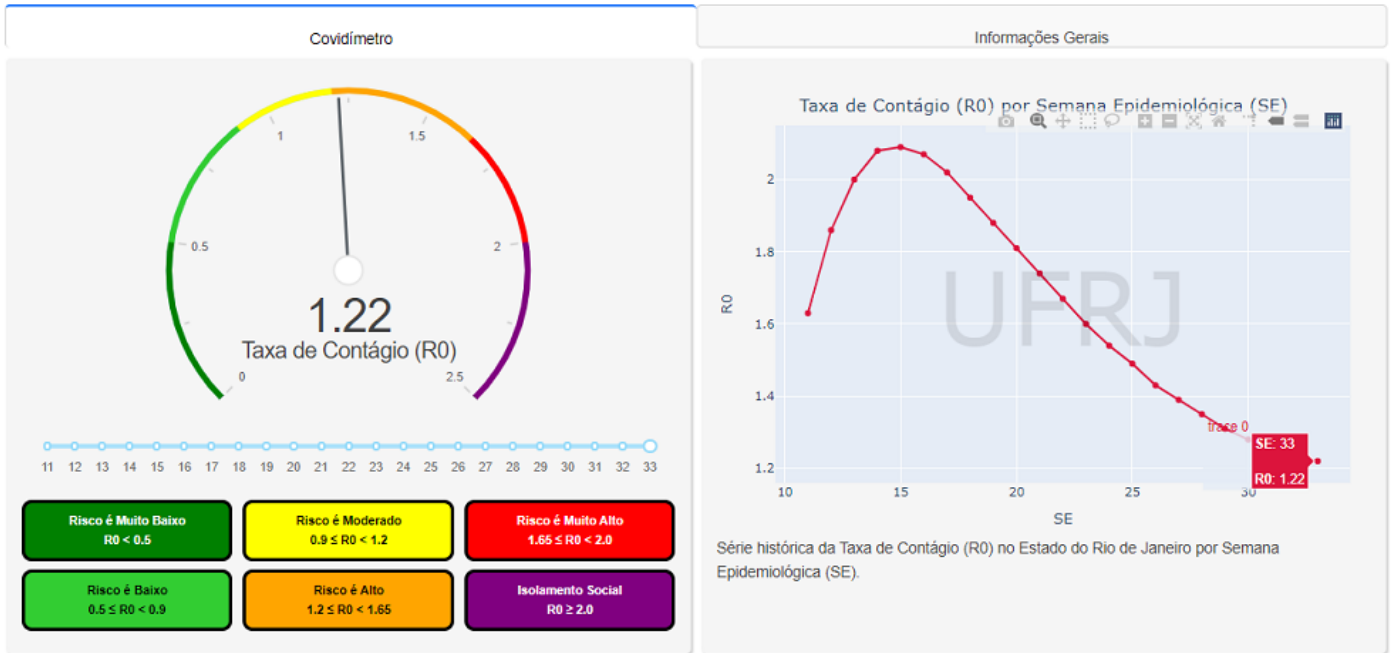 Covidímetro
Informações Gerais
1
1.5
0.5
2
0
2.5
1.22
Taxa de Contágio (R0)
11 12 13 14 15 16 17 18 19 20 21 22 23 24 25 26 27 28 29 30 31 32 33
Risco é Muito Baixo
R0 < 0.5
Risco é Moderado
0.9 ≤ R0 < 1.2
Risco é Muito Alto
1.65 ≤ R0 < 2.0
Risco é Baixo
0.5 ≤ R0 < 0.9
Risco é Alto
1.2 ≤ R0 < 1.65
Isolamento Social
R0 ≥ 2.0
Taxa de Contágio (R0) por Semana Epidemiológica (SE)
2
1.8
1.6
1.4
1.2
R0
UFRJ
trace 0
SE: 33
R0: 1.22
10 15 20 25 30
SE
Série histórica da Taxa de Contágio (R0) no Estado do Rio de Janeiro por Semana
Epidemiológica (SE).